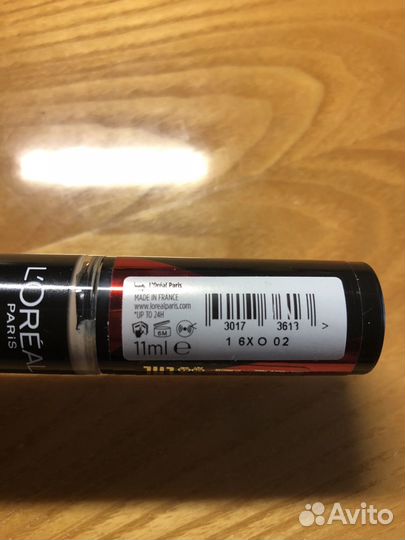 L'ORÉAL
PARIS
L'Oréal Paris
MADE IN FRANCE
www.lorealparis.com
*UP TO 24H
6M
11ml e
3017 3613 >
1 6XO 02
Avito